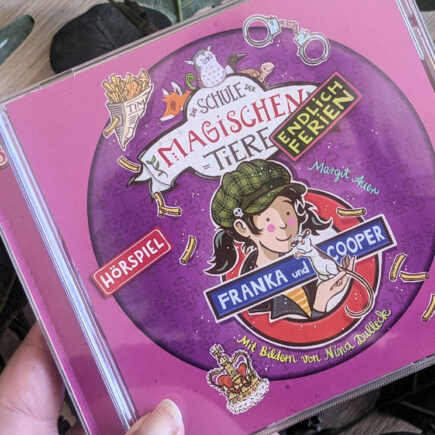 DIE SCHULE DER
MAGISCHEN
TIERE
ENDLICH
FERIEN
TIM
Margit Auer
HÖRSPIEL
FRANKA und COOPER
Mit Bildern von Nina Dulleck